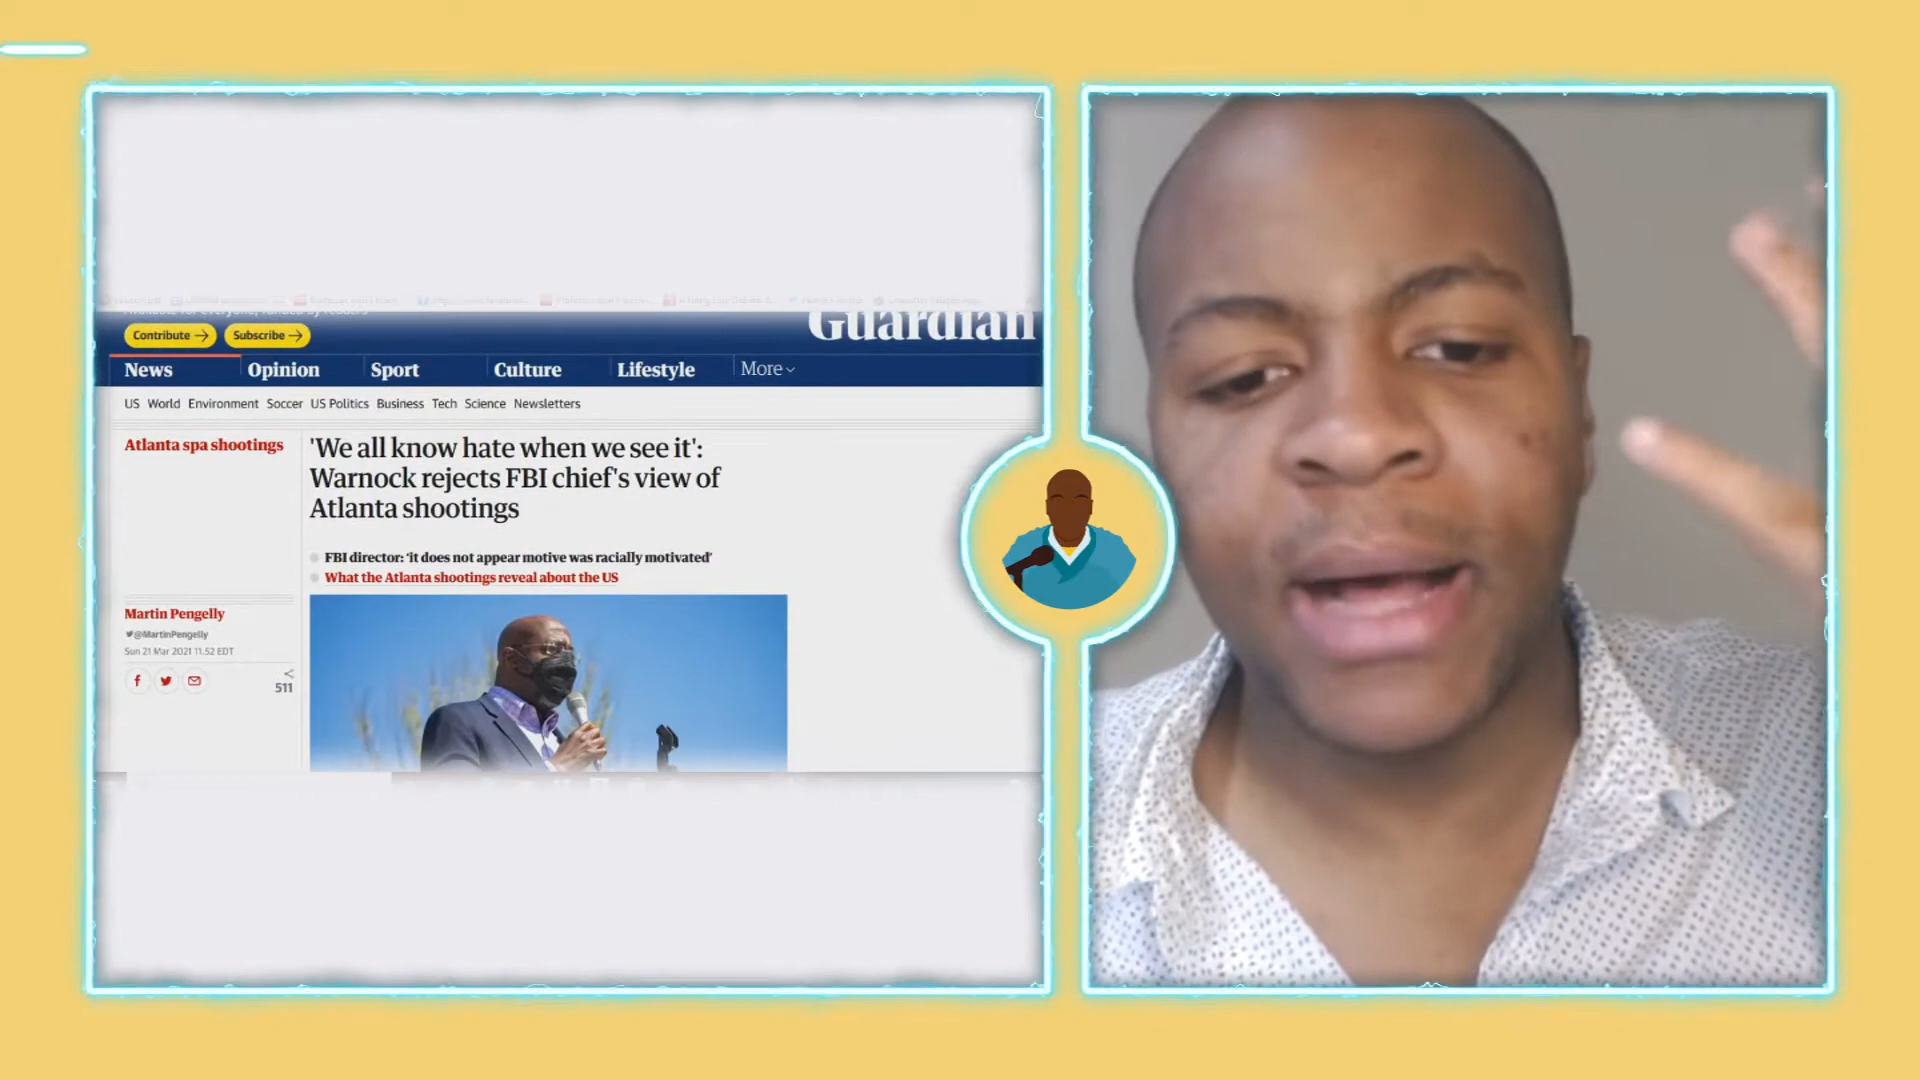 Guardian
Contribute →
Subscribe →
News
Opinion
Sport
Culture
Lifestyle
More
US World Environment Soccer US Politics Business Tech Science Newsletters
Atlanta spa shootings
'We all know hate when we see it':
Warnock rejects FBI chief's view of
Atlanta shootings
FBI director: 'it does not appear motive was racially motivated'
What the Atlanta shootings reveal about the US
Martin Pengelly
@MartinPengelly
Sun 21 Mar 2021 11.52 EDT
511